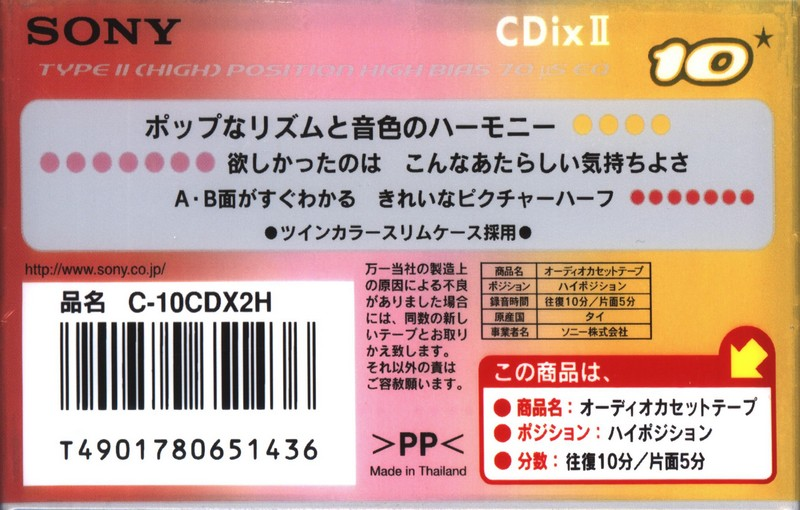 SONY
CDixⅡ
10★
TYPE II (HIGH) POSITION HIGH BIAS 70 μS EQ
ポップなリズムと音色のハーモニー ●●●●
●●●●●●● 欲しかったのは こんなあたらしい気持ちよさ
A・B面がすぐわかる きれいなピクチャーハーフ ●●●●●●●
●ツインカラースリムケース採用●
http://www.sony.co.jp/
品名 C-10CDX2H
T4901780651436
万一当社の製造上
の原因による不良
がありました場合
には、同数の新し
いテープとお取り
かえ致します。
それ以外の責は
ご容赦願います。
>PP<
Made in Thailand
商品名 オーディオカセットテープ
ポジション ハイポジション
録音時間 往復10分/片面5分
原産国 タイ
事業者名 ソニー株式会社
この商品は、
●商品名：オーディオカセットテープ
●ポジション：ハイポジション
●分数：往復10分/片面5分